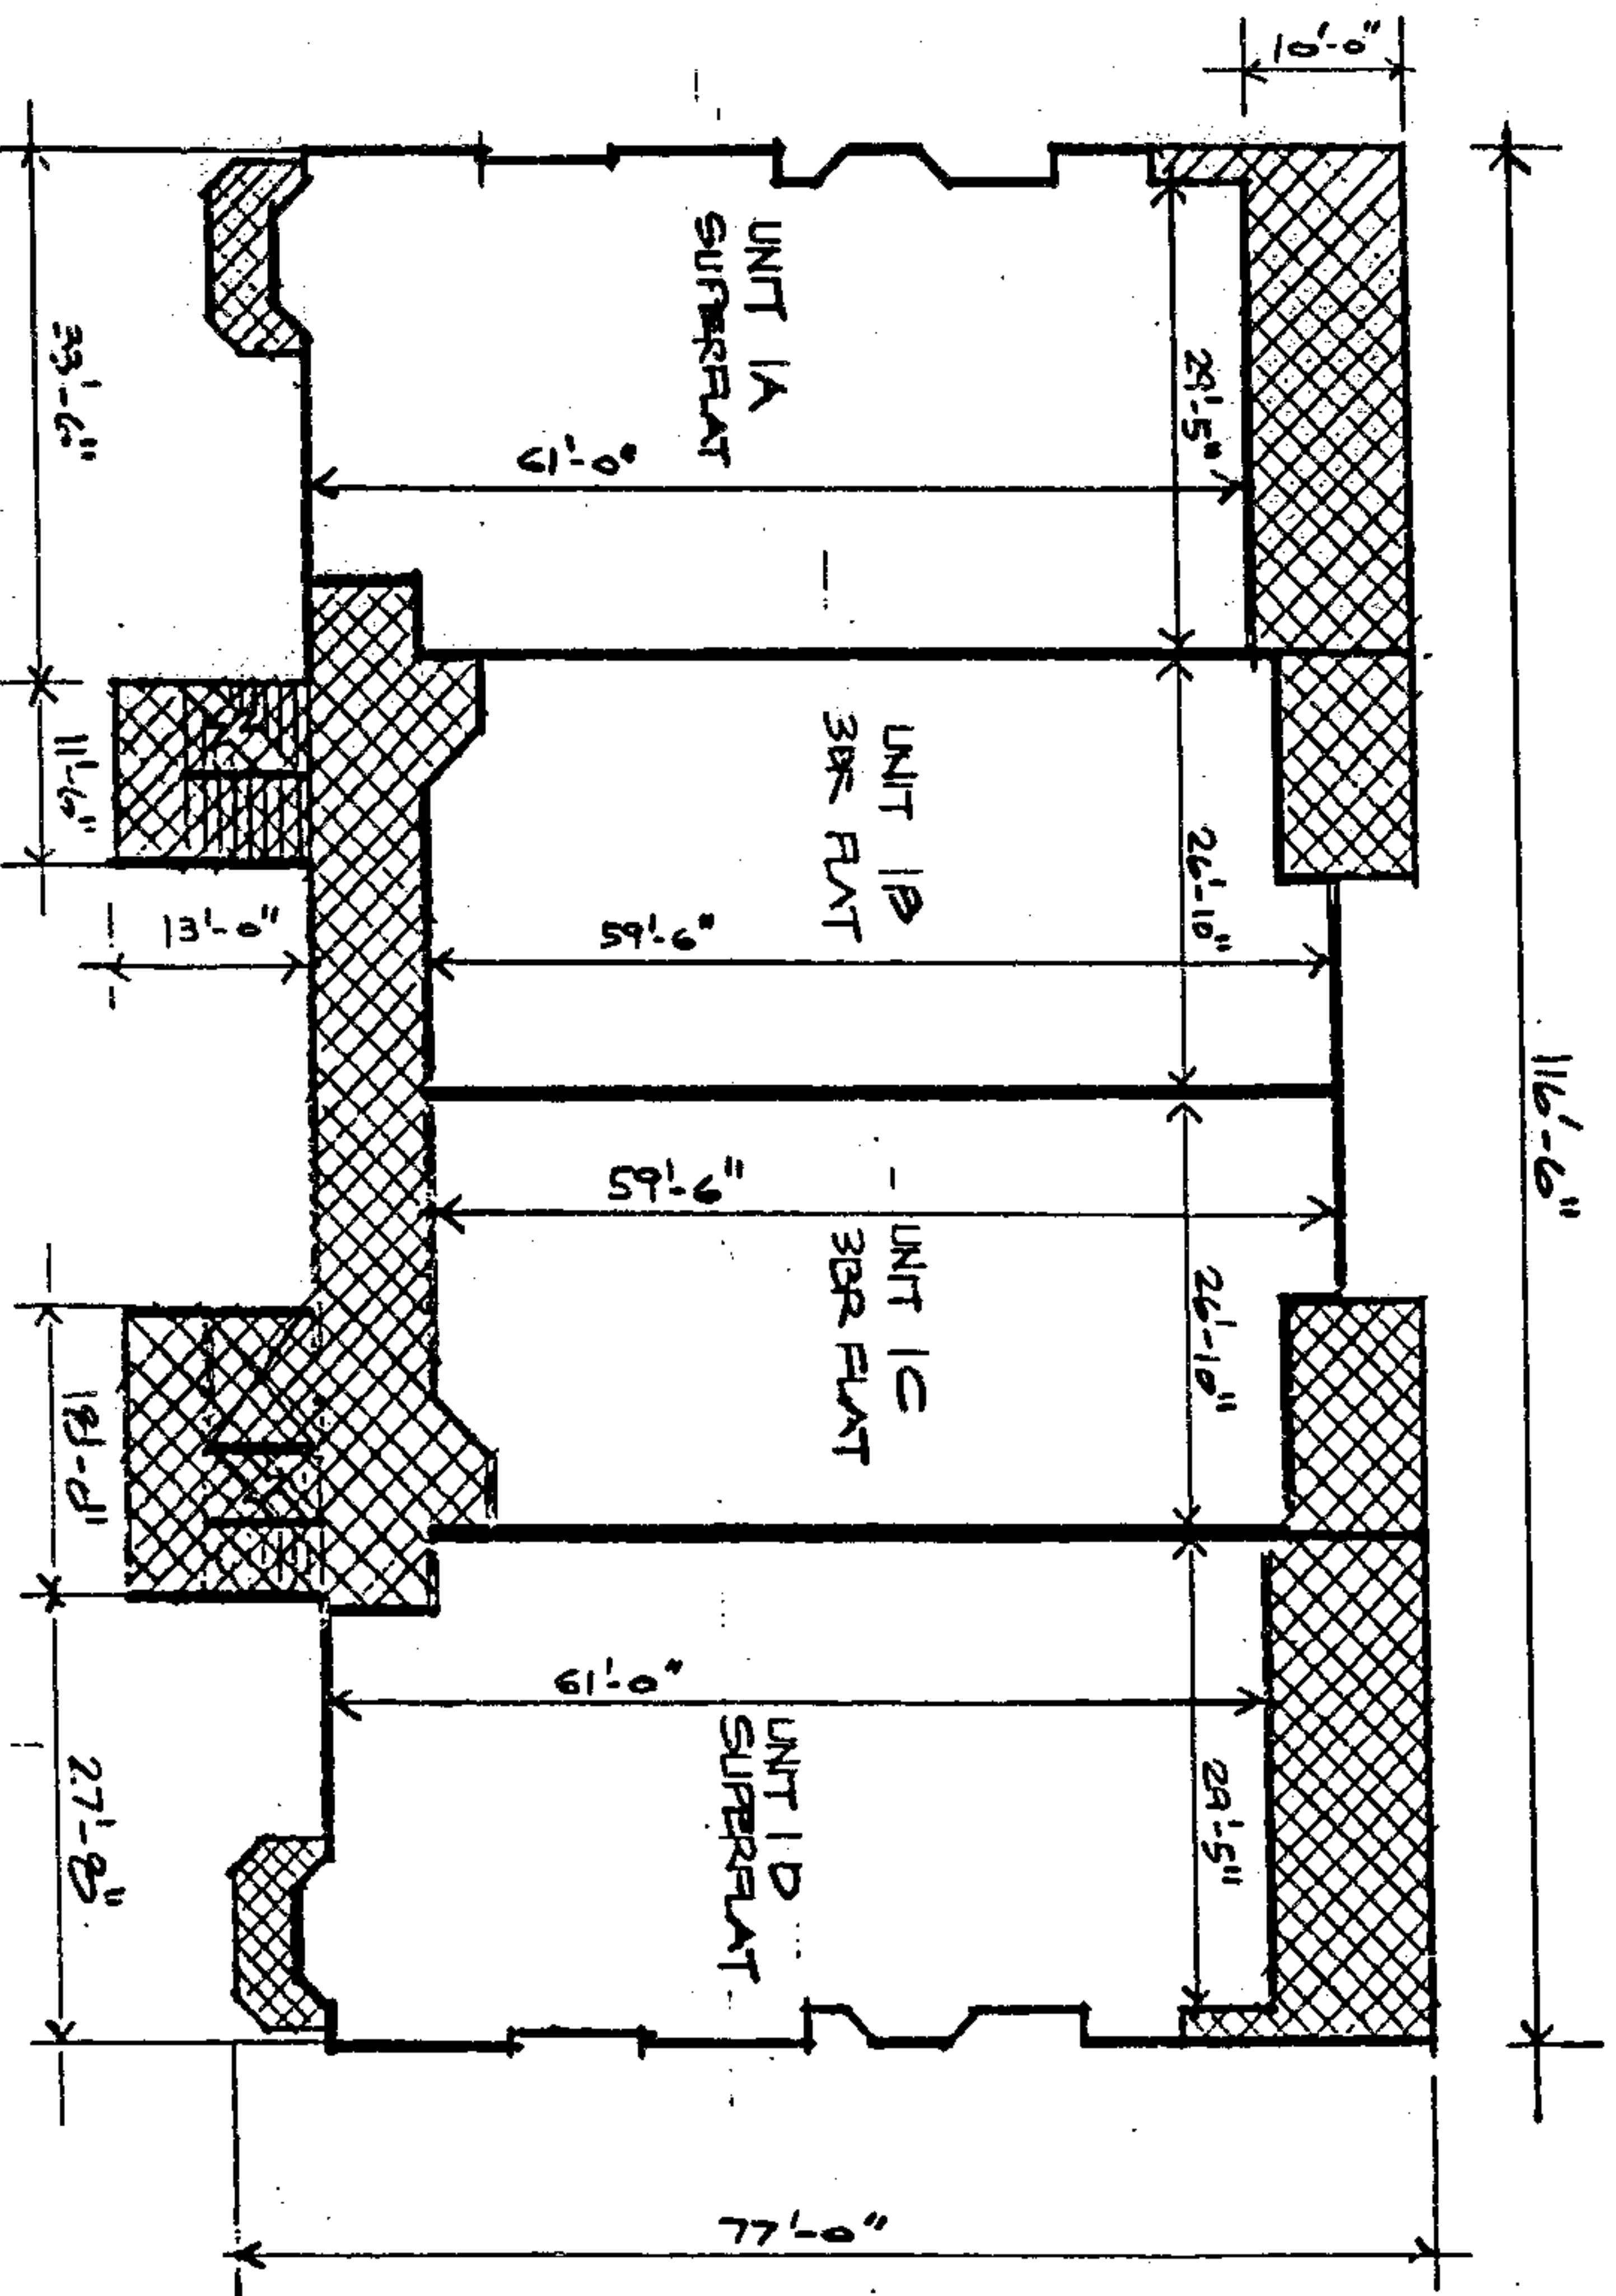 10'-0"
116'-6"
UNIT 1A
SUPERFLAT
29'-5"
61'-0"
33'-6"
UNIT 1B
3BR FLAT
26'-10"
59'-6"
11'-6"
13'-0"
UNIT 1C
3BR FLAT
26'-10"
59'-6"
UNIT 1D
SUPERFLAT
29'-5"
61'-0"
27'-8"
77'-0"